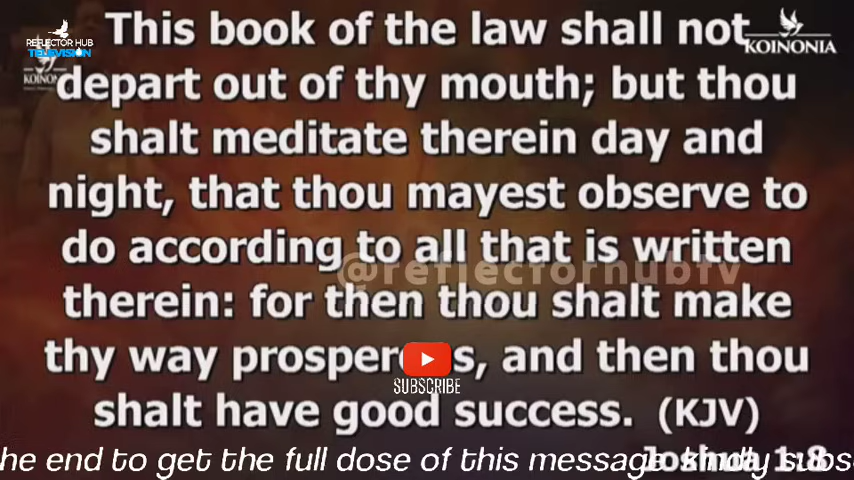 This book of the law shall not
REFLECTOR HUB
TELEVISION
KOINONIA
depart out of thy mouth; but thou
shalt meditate therein day and
night, that thou mayest observe to
do according to all that is written
@reflectorhubtv
therein: for then thou shalt make
thy way prosper s, and then thou
SUBSCRIBE
shalt have good success. (KJV)
Joshua 1:8
he end to get the full dose of this message kindly subs